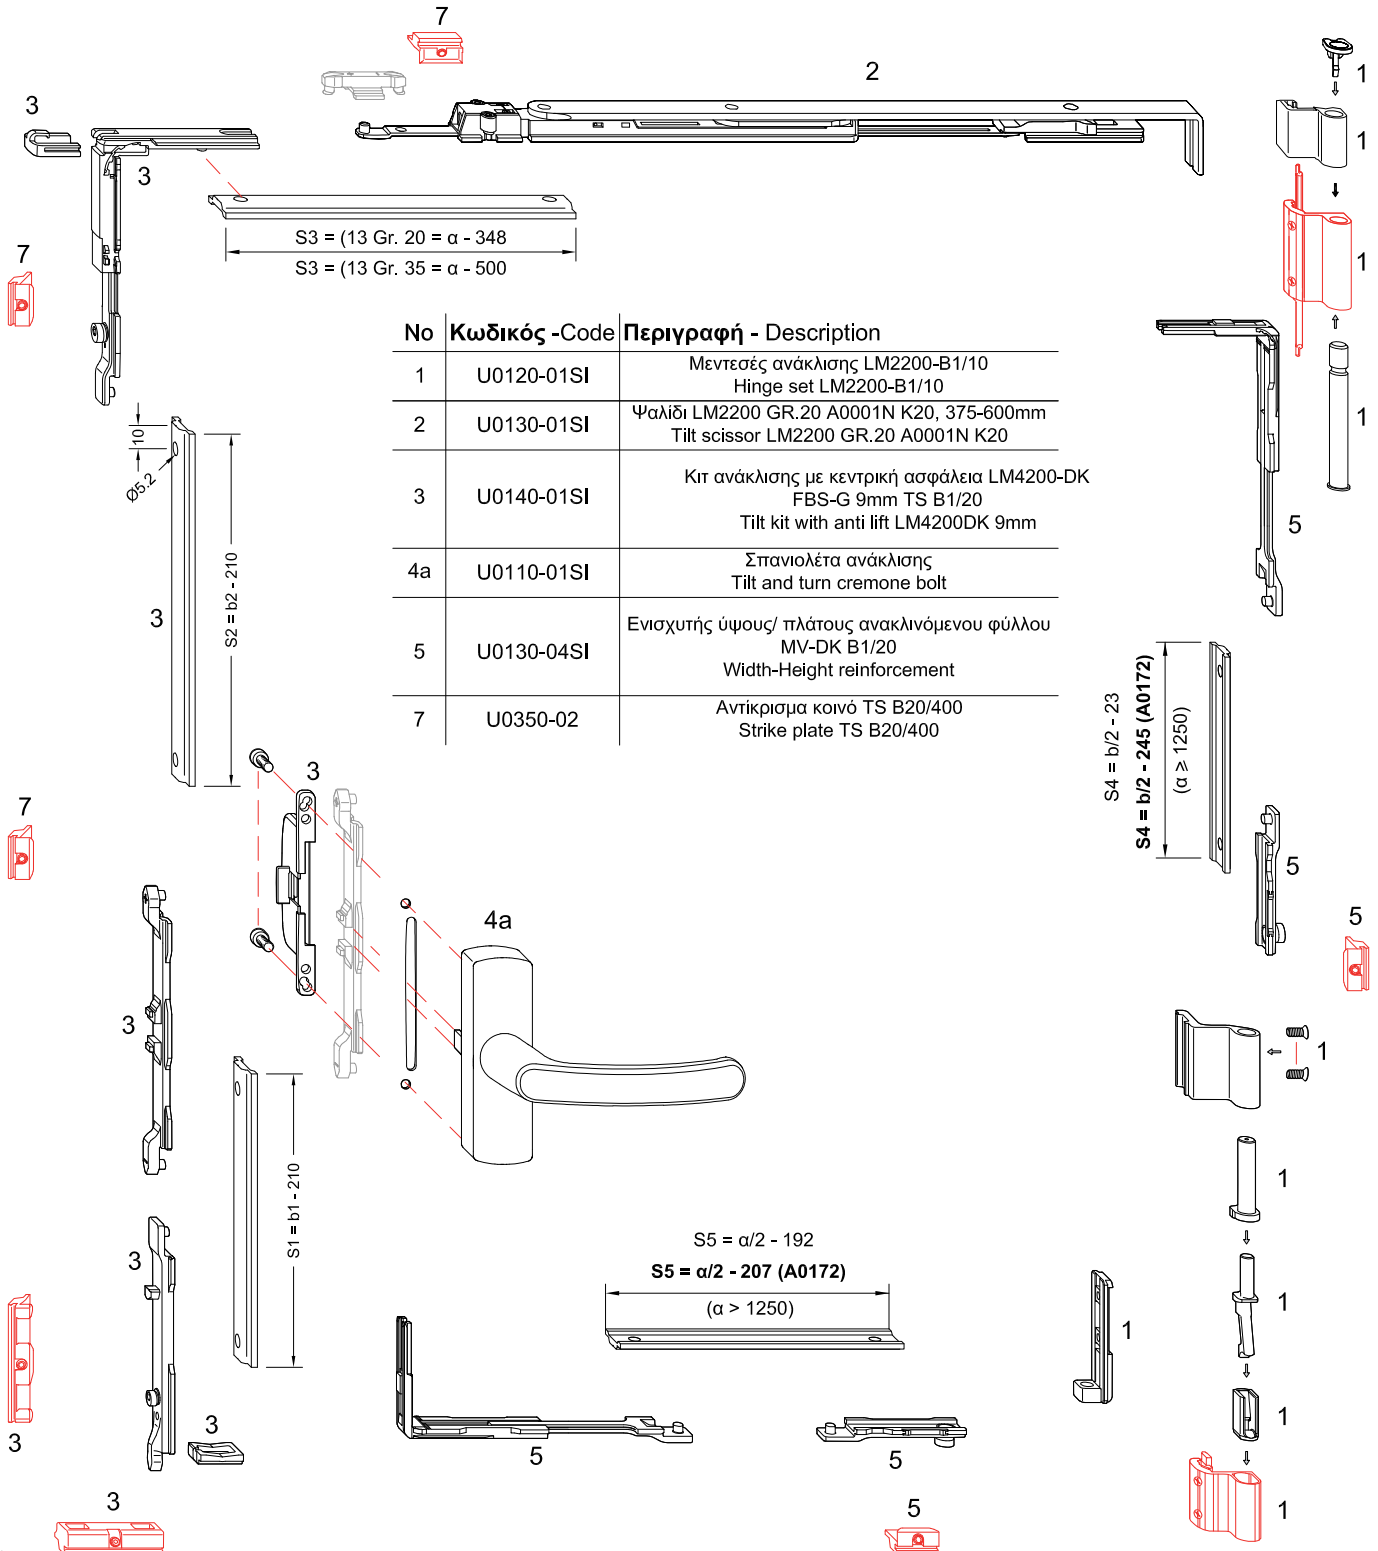 7
2
1
3
1
3
S3 = (13 Gr. 20 = α - 348
S3 = (13 Gr. 35 = α - 500
7
1
No Κωδικός -Code Περιγραφή - Description
1 U0120-01SI Μεντεσές ανάκλισης LM2200-B1/10
Hinge set LM2200-B1/10
2 U0130-01SI Ψαλίδι LM2200 GR.20 A0001N K20, 375-600mm
Tilt scissor LM2200 GR.20 A0001N K20
3 U0140-01SI Κιτ ανάκλισης με κεντρική ασφάλεια LM4200-DK
FBS-G 9mm TS B1/20
Tilt kit with anti lift LM4200DK 9mm
4a U0110-01SI Σπανιολέτα ανάκλισης
Tilt and turn cremone bolt
5 U0130-04SI Ενισχυτής ύψους/ πλάτους ανακλινόμενου φύλλου
MV-DK B1/20
Width-Height reinforcement
7 U0350-02 Αντίκρισμα κοινό TS B20/400
Strike plate TS B20/400
1
10
Ø5.2
5
3
S2 = b2 - 210
S4 = b/2 - 23
S4 = b/2 - 245 (A0172)
(α ≥ 1250)
3
7
5
4a
5
3
1
S1 = b1 - 210
1
3
S5 = α/2 - 192
S5 = α/2 - 207 (A0172)
(α > 1250)
1
1
3
3
1
5
5
3
5
1